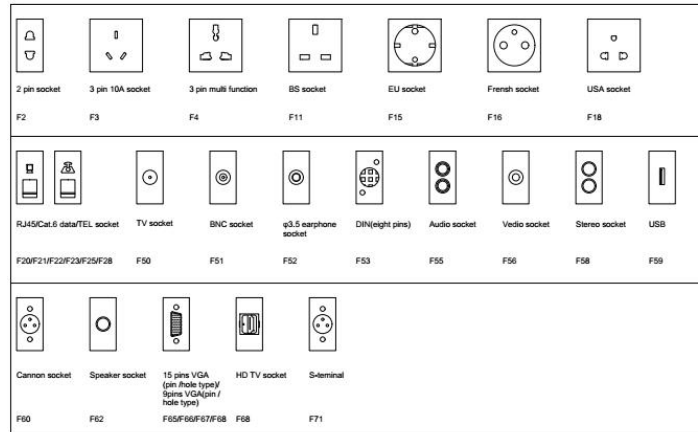 2 pin socket 3 pin 10A socket 3 pin multi function BS socket EU socket Frensh socket USA socket
F2 F3 F4 F11 F15 F16 F18
RJ45/Cat.6 data/TEL socket TV socket BNC socket φ3.5 earphone DIN(eight pins) Audio socket Vedio socket Stereo socket USB
socket
F20/F21/F22/F23/F25/F28 F50 F51 F52 F53 F55 F56 F58 F59
Cannon socket Speaker socket 15 pins VGA HD TV socket S-teminal
(pin /hole type)/
9pins VGA(pin /
hole type)
F60 F62 F65/F66/F67/F68 F68 F71